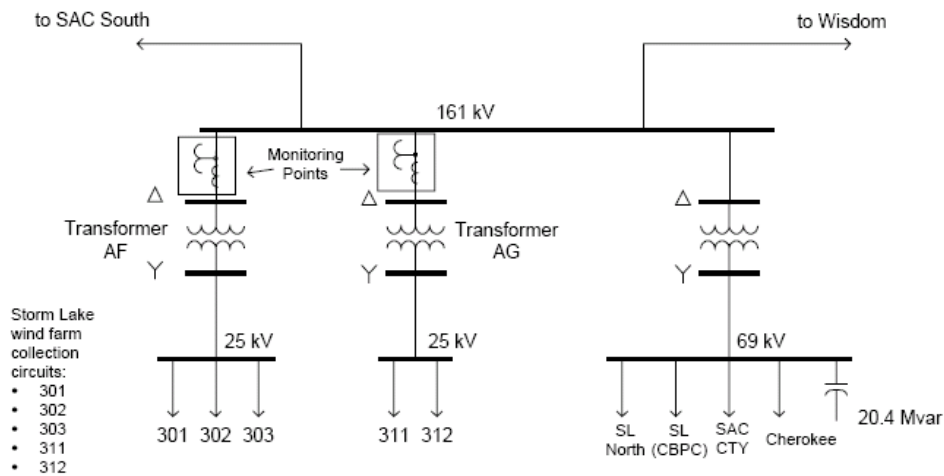 to SAC South
to Wisdom
161 kV
Monitoring
Points
Δ
Δ
Δ
Transformer
AF
Transformer
AG
Y
Y
Y
Storm Lake
wind farm
collection
circuits:
• 301
• 302
• 303
• 311
• 312
25 kV
25 kV
69 kV
301 302 303
311 312
SL
North
SL
(CBPC)
SAC
CTY
Cherokee
20.4 Mvar